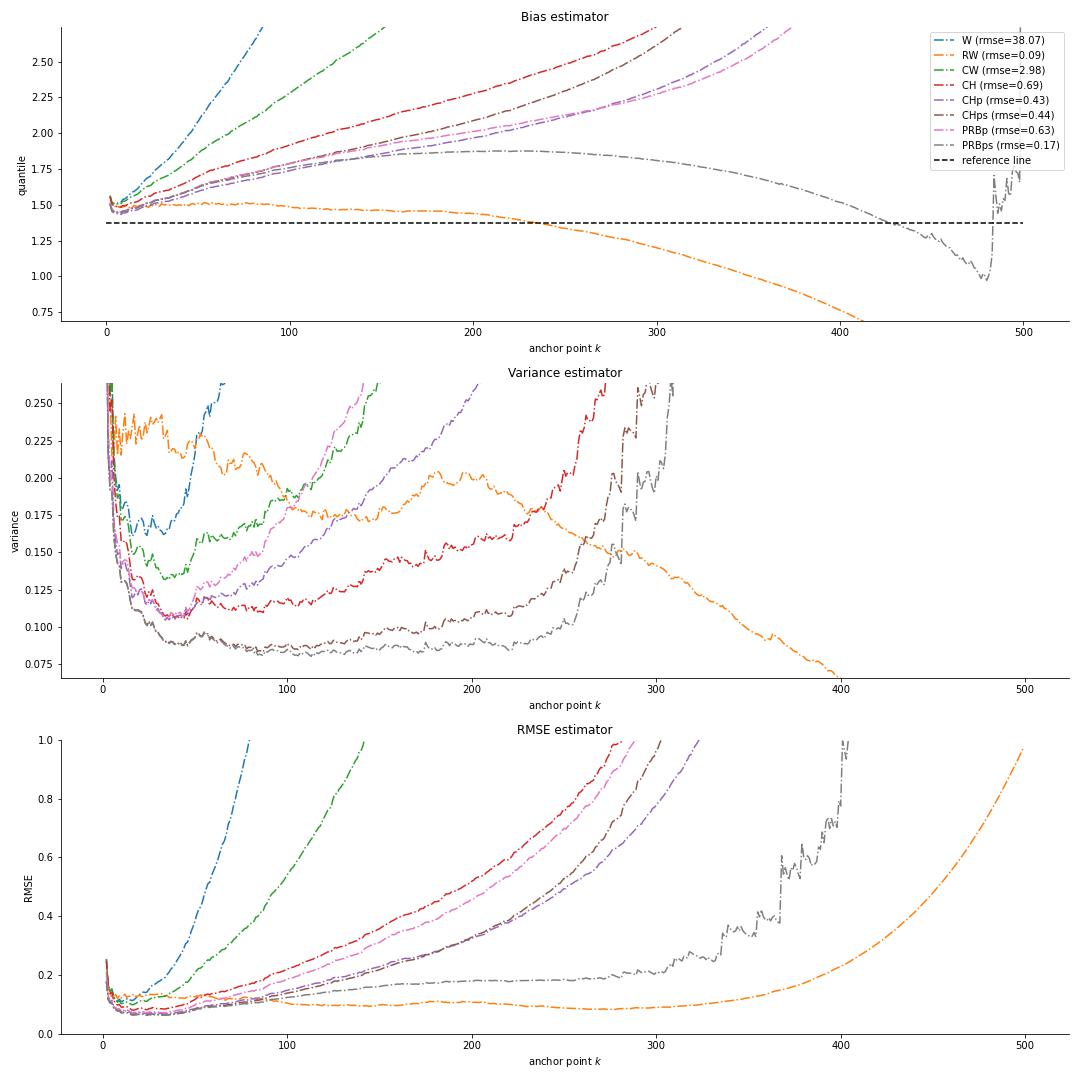 Bias estimator
2.50
2.25
2.00
1.75
1.50
1.25
1.00
0.75
quantile
W (rmse=38.07)
RW (rmse=0.09)
CW (rmse=2.98)
CH (rmse=0.69)
CHp (rmse=0.43)
CHps (rmse=0.44)
PRBp (rmse=0.63)
PRBps (rmse=0.17)
reference line
0 100 200 300 400 500
anchor point k
Variance estimator
0.250
0.225
0.200
0.175
0.150
0.125
0.100
0.075
variance
0 100 200 300 400 500
anchor point k
RMSE estimator
1.0
0.8
0.6
0.4
0.2
0.0
RMSE
0 100 200 300 400 500
anchor point k